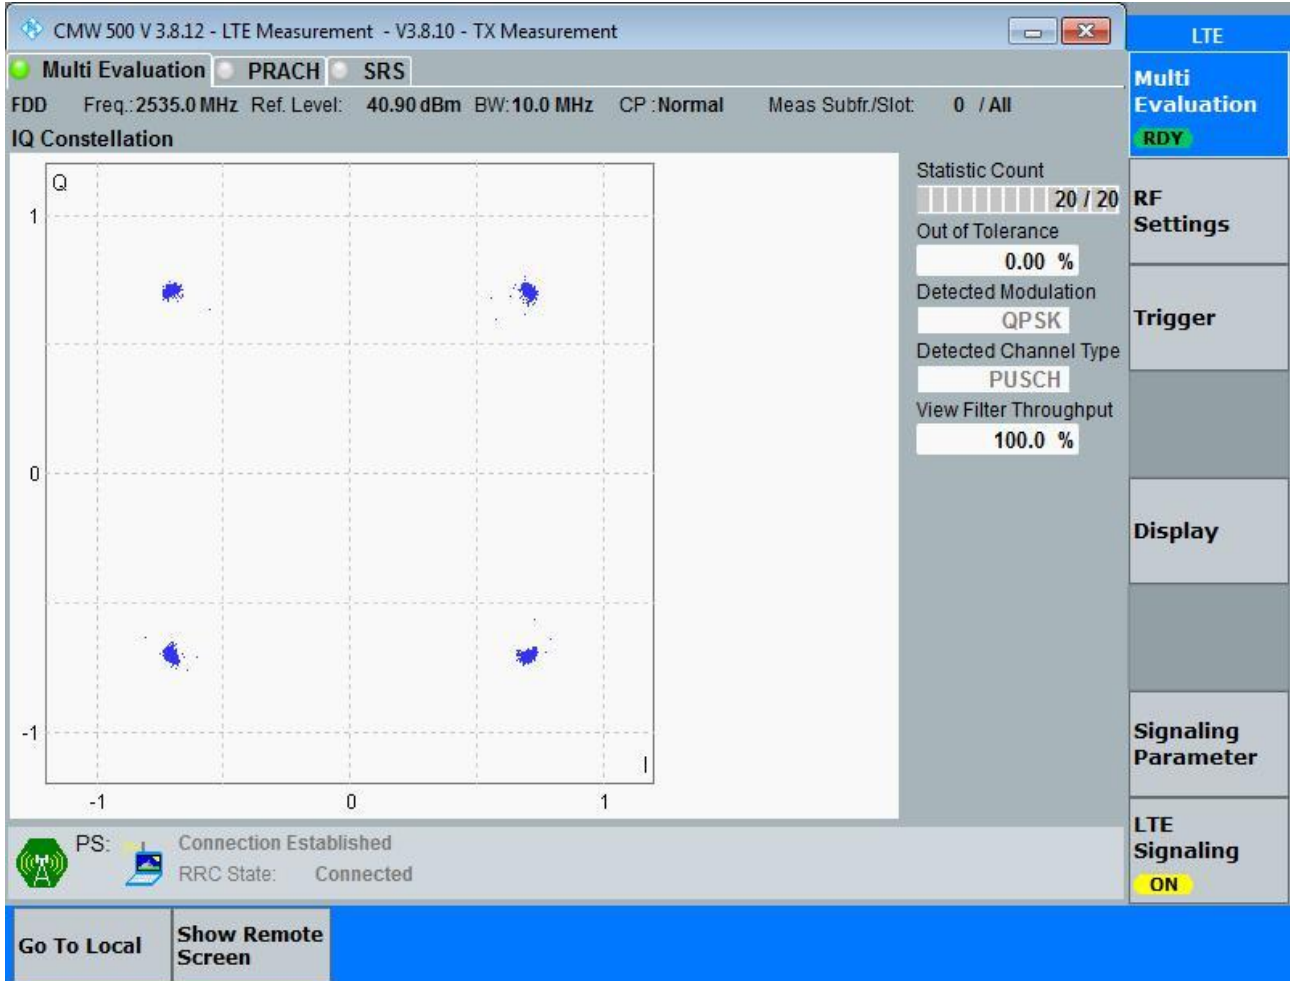 CMW 500 V 3.8.12 - LTE Measurement - V3.8.10 - TX Measurement
LTE
Multi Evaluation PRACH SRS
FDD Freq.: 2535.0 MHz Ref. Level: 40.90 dBm BW: 10.0 MHz CP : Normal Meas Subfr./Slot: 0 / All
IQ Constellation
Q
1
0
-1
I
-1 0 1
Statistic Count
20 / 20
Out of Tolerance
0.00 %
Detected Modulation
QPSK
Detected Channel Type
PUSCH
View Filter Throughput
100.0 %
Multi
Evaluation
RDY
RF
Settings
Trigger
Display
Signaling
Parameter
LTE
Signaling
ON
PS: Connection Established
RRC State: Connected
Go To Local
Show Remote
Screen